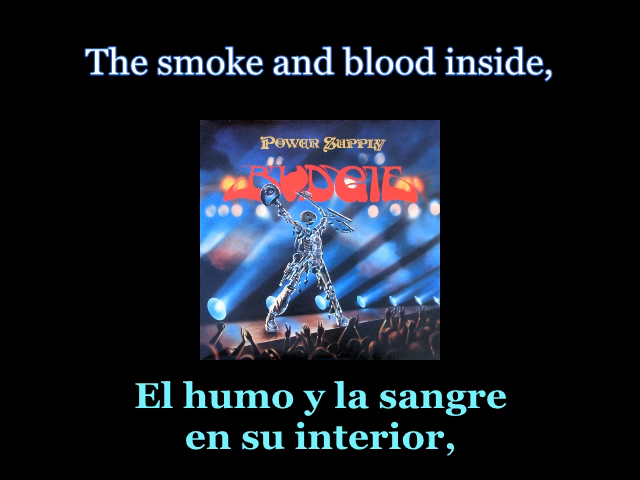 The smoke and blood inside,
POWER SUPPLY
BUDGIE
El humo y la sangre
en su interior,